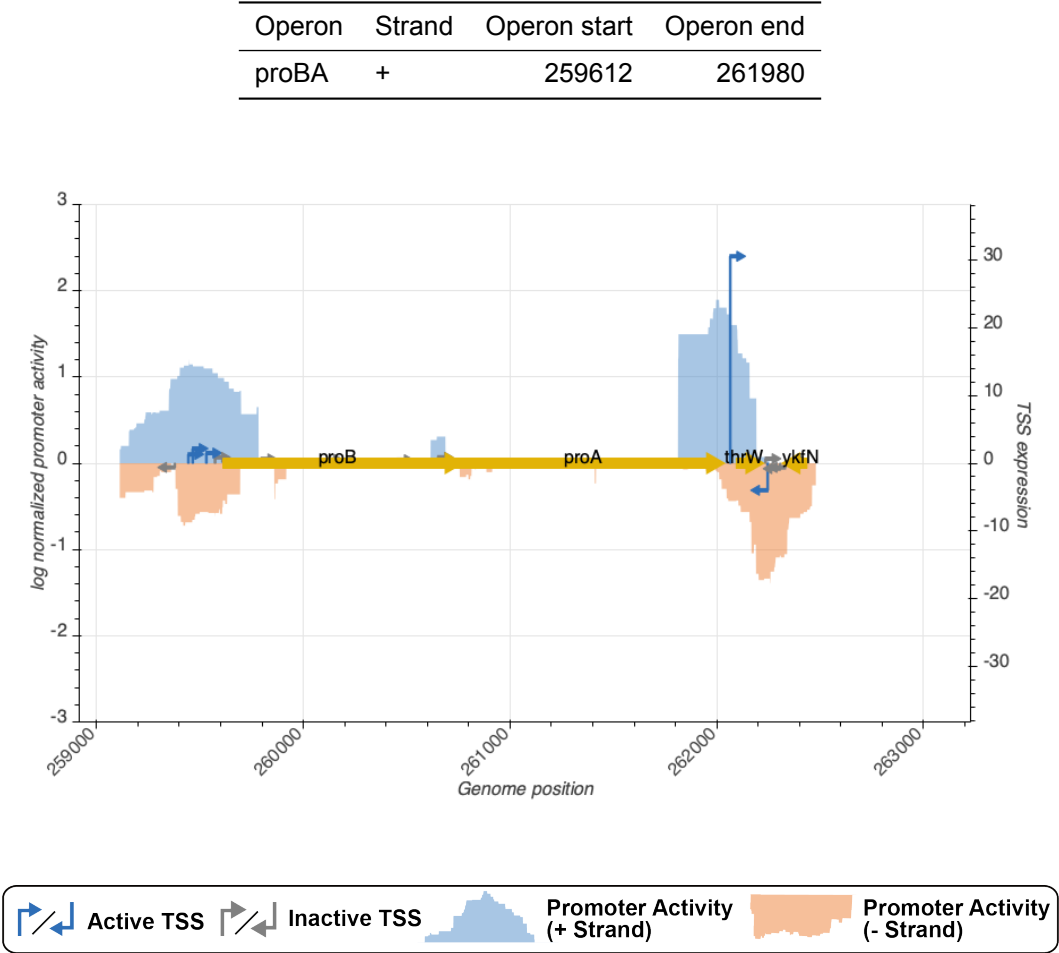 Operon Strand Operon start Operon end
proBA + 259612 261980
3
2
1
0
-1
-2
-3
log normalized promoter activity
30
20
10
0
-10
-20
-30
TSS expression
proB proA thrW ykfN
259000 260000 261000 262000 263000
Genome position
Active TSS Inactive TSS Promoter Activity (+ Strand) Promoter Activity (- Strand)